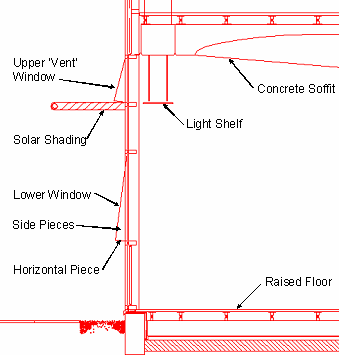 Upper 'Vent'
Window
Concrete Soffit
Light Shelf
Solar Shading
Lower Window
Side Pieces
Horizontal Piece
Raised Floor